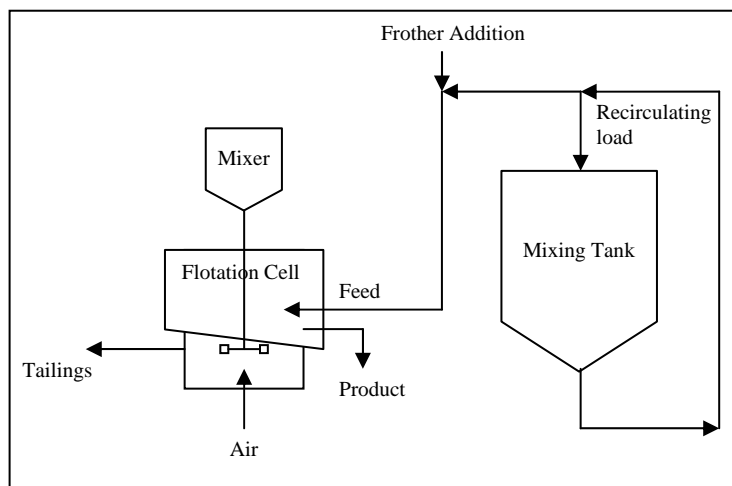 Frother Addition
Recirculating
load
Mixer
Mixing Tank
Flotation Cell
Feed
Tailings
Product
Air